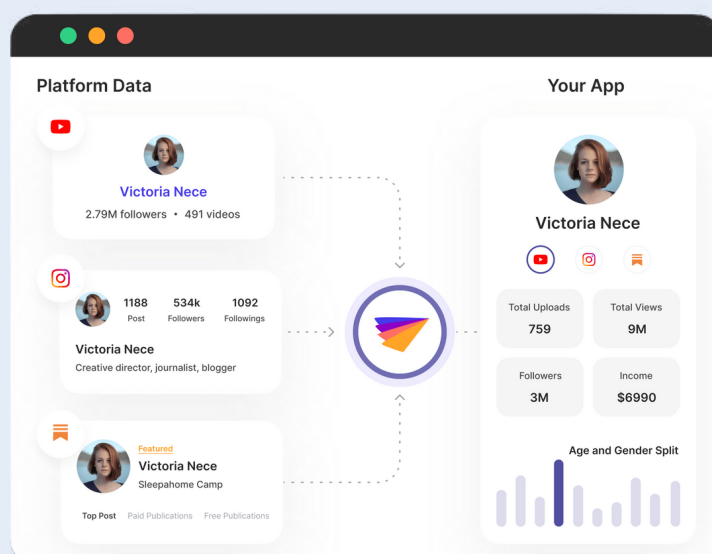 Platform Data
Victoria Nece
2.79M followers • 491 videos
1188 534k 1092
Post Followers Followings
Victoria Nece
Creative director, journalist, blogger
Featured
Victoria Nece
Sleepahome Camp
Top Post Paid Publications Free Publications
Your App
Victoria Nece
Total Uploads Total Views
759 9M
Followers Income
3M $6990
Age and Gender Split